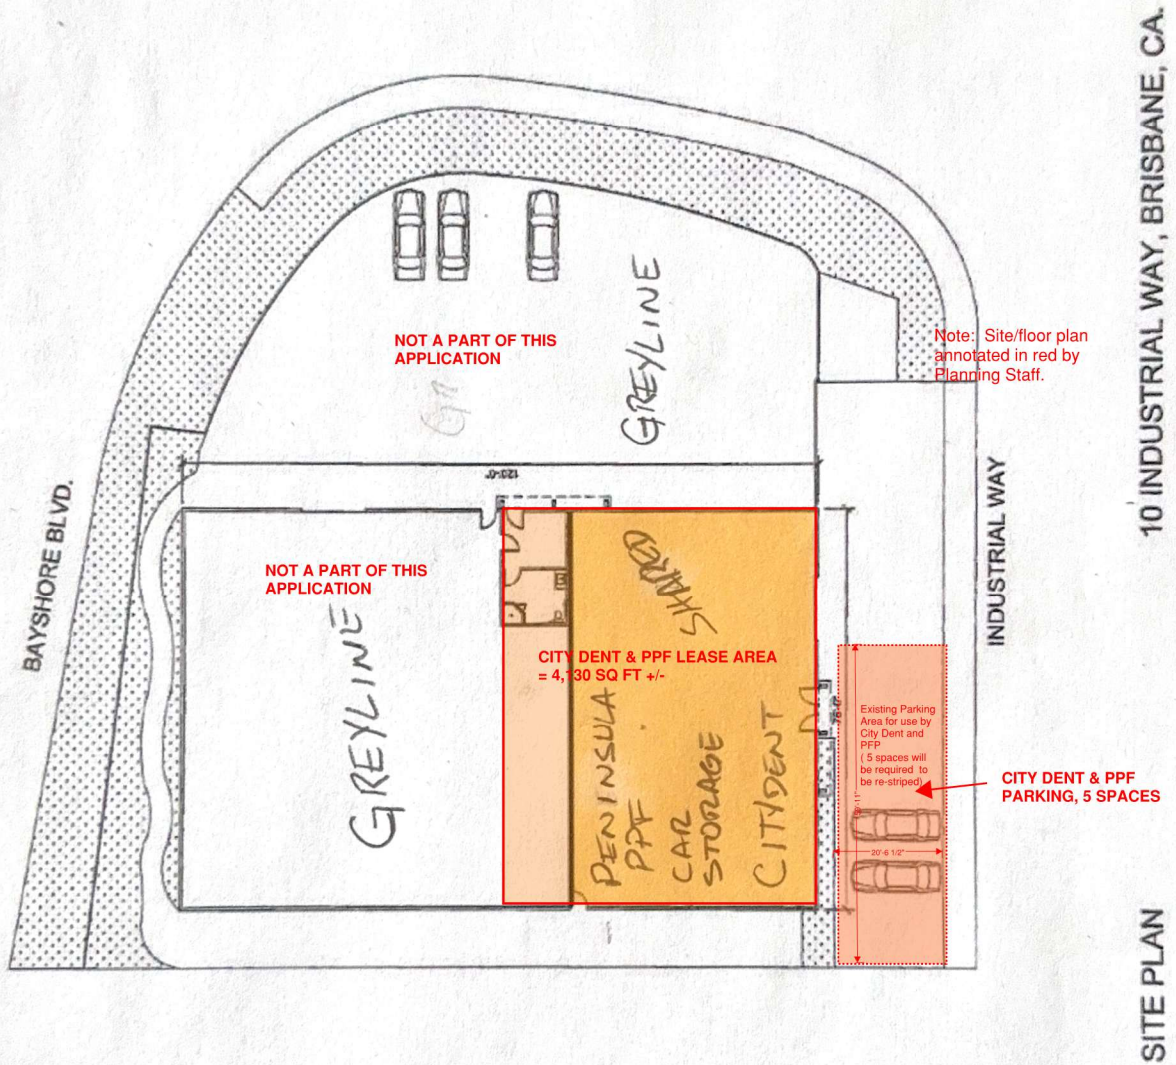 10 INDUSTRIAL WAY, BRISBANE, CA.
SITE PLAN
BAYSHORE BLVD.
INDUSTRIAL WAY
NOT A PART OF THIS
APPLICATION
GREYLINE
Note: Site/floor plan
annotated in red by
Planning Staff.
120'-0"
NOT A PART OF THIS
APPLICATION
GREYLINE
SHARED
CITY DENT & PPF LEASE AREA
= 4,130 SQ FT +/-
PENINSULA
PPF
CAR
STORAGE
CITYDENT
Existing Parking
Area for use by
City Dent and
PFP
( 5 spaces will
be required to
be re-striped)
20'-6 1/2"
CITY DENT & PPF
PARKING, 5 SPACES